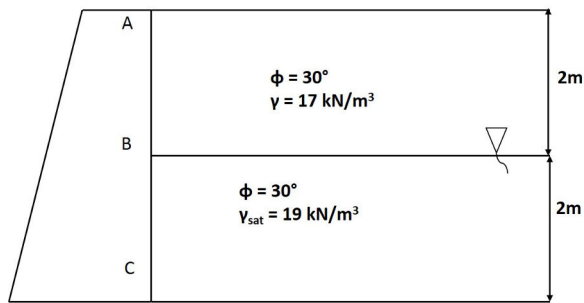 A
ϕ = 30°
γ = 17 kN/m³
2m
B
ϕ = 30°
γsat = 19 kN/m³
2m
C